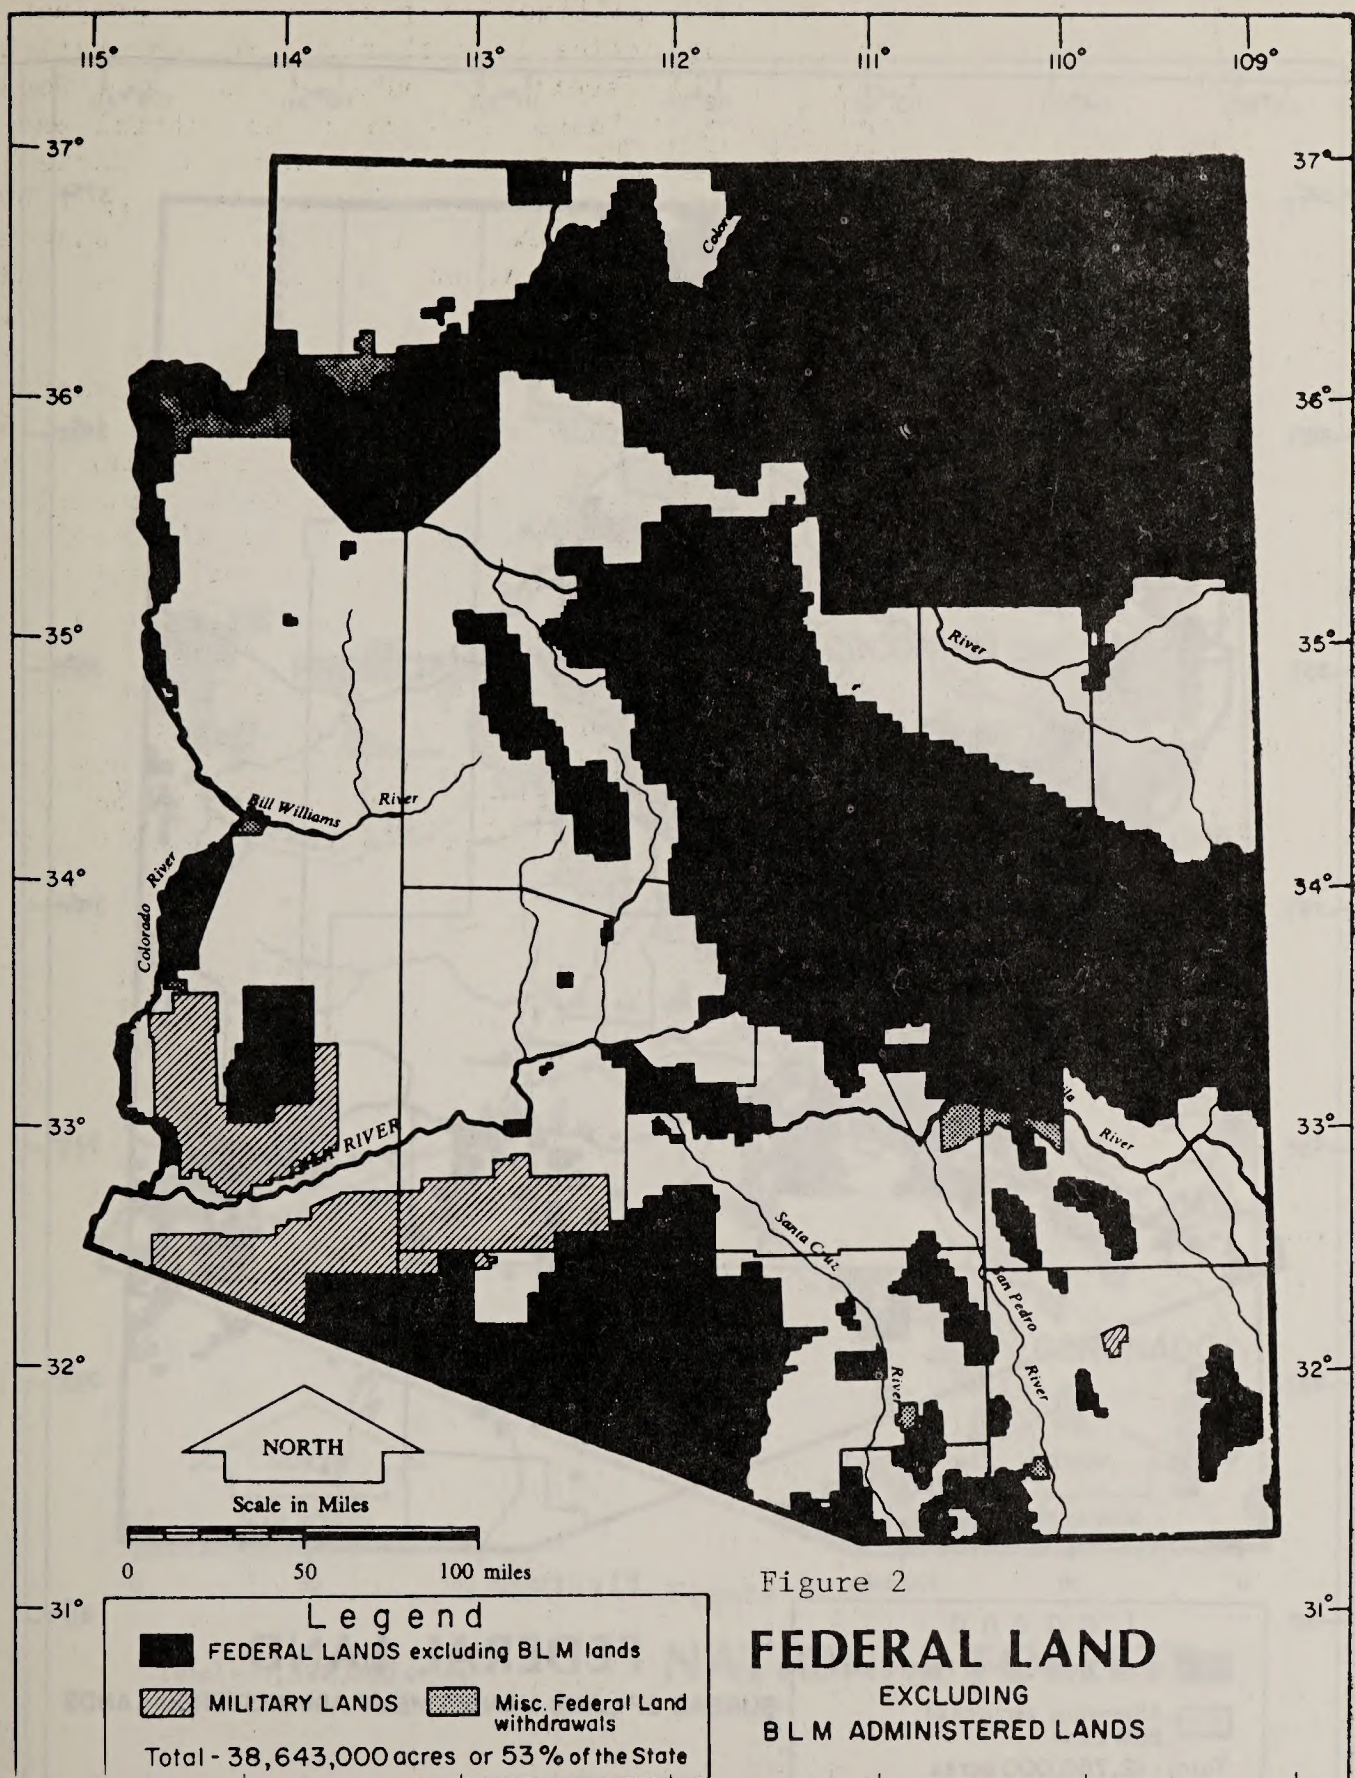 115° 114° 113° 112° 111° 110° 109°
37° 37°
Color
36° 36°
35° 35°
River
Bill Williams River
34° 34°
Colorado River
33° 33°
RIVER
ila River
Santa Cruz
San Pedro
32° 32°
River River
NORTH
Scale in Miles
0 50 100 miles
Figure 2
31° 31°
Legend
FEDERAL LANDS excluding BLM lands
MILITARY LANDS
Misc. Federal Land
withdrawals
Total - 38,643,000 acres or 53% of the State
FEDERAL LAND
EXCLUDING
BLM ADMINISTERED LANDS